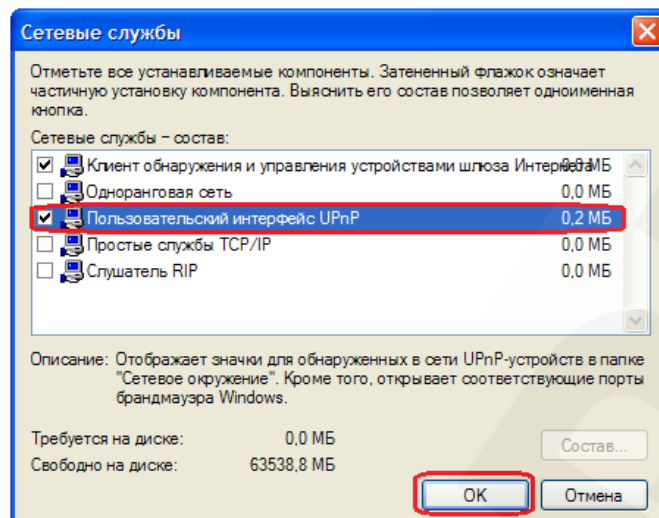 Сетевые службы
Отметьте все устанавливаемые компоненты. Затененный флажок означает
частичную установку компонента. Выяснить его состав позволяет одноименная
кнопка.
Сетевые службы – состав:
Клиент обнаружения и управления устройствами шлюза Интернета 0,0 МБ
Одноранговая сеть 0,0 МБ
Пользовательский интерфейс UPnP 0,2 МБ
Простые службы TCP/IP 0,0 МБ
Слушатель RIP 0,0 МБ
Описание: Отображает значки для обнаруженных в сети UPnP-устройств в папке
"Сетевое окружение". Кроме того, открывает соответствующие порты
брандмауэра Windows.
Требуется на диске: 0,0 МБ
Состав...
Свободно на диске: 63538,8 МБ
OK Отмена